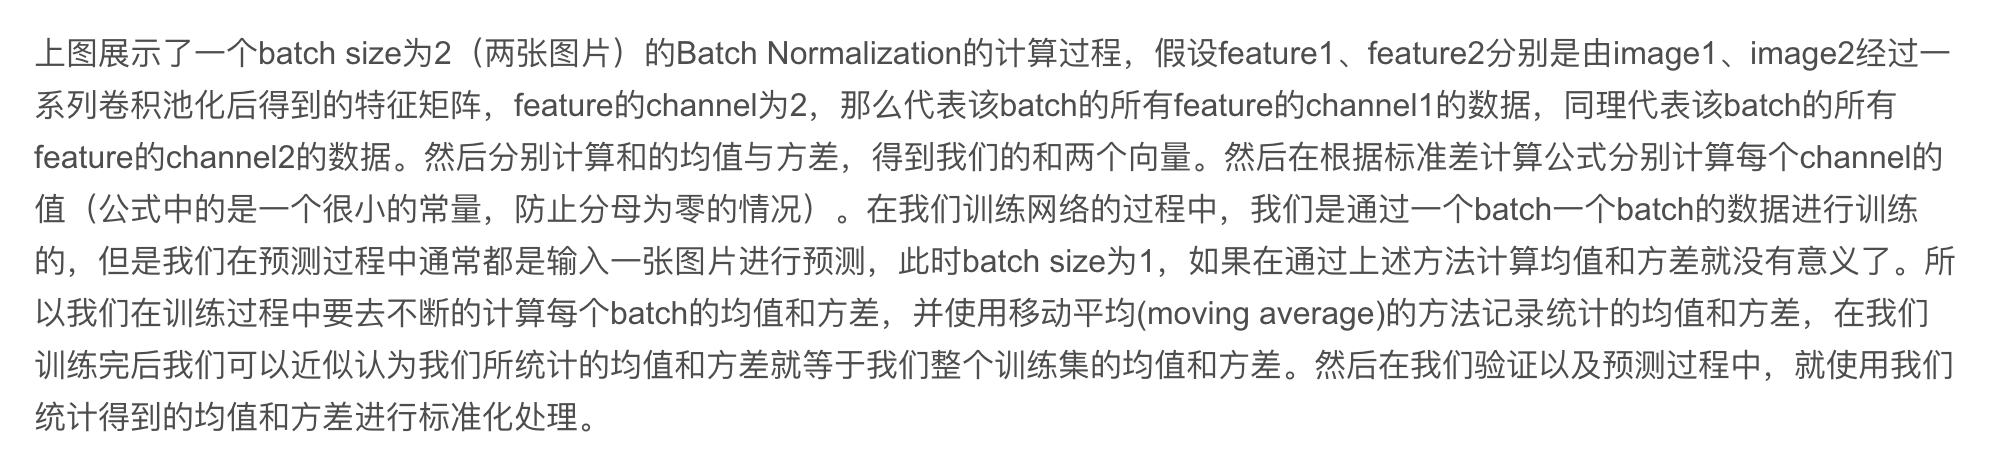 上图展示了一个batch size为2（两张图片）的Batch Normalization的计算过程，假设feature1、feature2分别是由image1、image2经过一
系列卷积池化后得到的特征矩阵，feature的channel为2，那么代表该batch的所有feature的channel1的数据，同理代表该batch的所有
feature的channel2的数据。然后分别计算和的均值与方差，得到我们的和两个向量。然后在根据标准差计算公式分别计算每个channel的
值（公式中的是一个很小的常量，防止分母为零的情况）。在我们训练网络的过程中，我们是通过一个batch一个batch的数据进行训练
的，但是我们在预测过程中通常都是输入一张图片进行预测，此时batch size为1，如果在通过上述方法计算均值和方差就没有意义了。所
以我们在训练过程中要去不断的计算每个batch的均值和方差，并使用移动平均(moving average)的方法记录统计的均值和方差，在我们
训练完后我们可以近似认为我们所统计的均值和方差就等于我们整个训练集的均值和方差。然后在我们验证以及预测过程中，就使用我们
统计得到的均值和方差进行标准化处理。